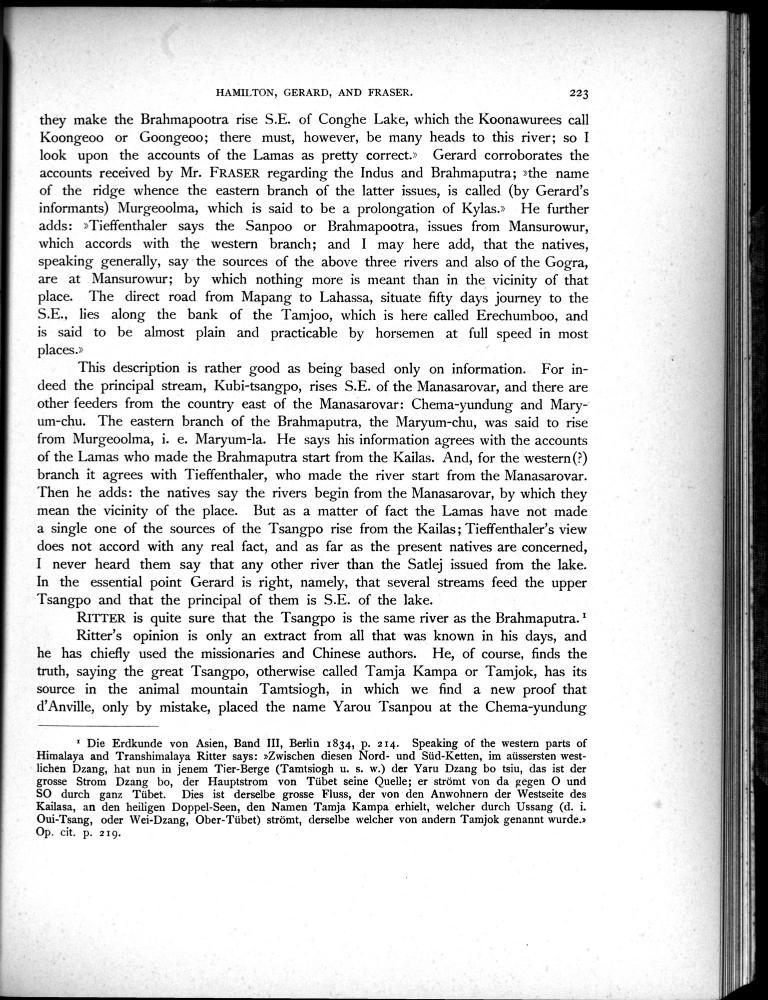 HAMILTON, GERARD, AND FRASER. 223
they make the Brahmapootra rise S.E. of Conghe Lake, which the Koonawurees call
Koongeoo or Goongeoo; there must, however, be many heads to this river; so I
look upon the accounts of the Lamas as pretty correct.» Gerard corroborates the
accounts received by Mr. FRASER regarding the Indus and Brahmaputra; »the name
of the ridge whence the eastern branch of the latter issues, is called (by Gerard's
informants) Murgeoolma, which is said to be a prolongation of Kylas.» He further
adds: »Tieffenthaler says the Sanpoo or Brahmapootra, issues from Mansurowur,
which accords with the western branch; and I may here add, that the natives,
speaking generally, say the sources of the above three rivers and also of the Gogra,
are at Mansurowur; by which nothing more is meant than in the vicinity of that
place. The direct road from Mapang to Lahassa, situate fifty days journey to the
S.E., lies along the bank of the Tamjoo, which is here called Erechumboo, and
is said to be almost plain and practicable by horsemen at full speed in most
places.»
This description is rather good as being based only on information. For in-
deed the principal stream, Kubi-tsangpo, rises S.E. of the Manasarovar, and there are
other feeders from the country east of the Manasarovar: Chema-yundung and Mary-
um-chu. The eastern branch of the Brahmaputra, the Maryum-chu, was said to rise
from Murgeoolma, i. e. Maryum-la. He says his information agrees with the accounts
of the Lamas who made the Brahmaputra start from the Kailas. And, for the western(?)
branch it agrees with Tieffenthaler, who made the river start from the Manasarovar.
Then he adds: the natives say the rivers begin from the Manasarovar, by which they
mean the vicinity of the place. But as a matter of fact the Lamas have not made
a single one of the sources of the Tsangpo rise from the Kailas; Tieffenthaler's view
does not accord with any real fact, and as far as the present natives are concerned,
I never heard them say that any other river than the Satlej issued from the lake.
In the essential point Gerard is right, namely, that several streams feed the upper
Tsangpo and that the principal of them is S.E. of the lake.
RITTER is quite sure that the Tsangpo is the same river as the Brahmaputra.¹
Ritter's opinion is only an extract from all that was known in his days, and
he has chiefly used the missionaries and Chinese authors. He, of course, finds the
truth, saying the great Tsangpo, otherwise called Tamja Kampa or Tamjok, has its
source in the animal mountain Tamtsiogh, in which we find a new proof that
d'Anville, only by mistake, placed the name Yarou Tsanpou at the Chema-yundung
¹ Die Erdkunde von Asien, Band III, Berlin 1834, p. 214. Speaking of the western parts of
Himalaya and Transhimalaya Ritter says: »Zwischen diesen Nord- und Süd-Ketten, im aüssersten west-
lichen Dzang, hat nun in jenem Tier-Berge (Tamtsiogh u. s. w.) der Yaru Dzang bo tsiu, das ist der
grosse Strom Dzang bo, der Hauptstrom von Tübet seine Quelle; er strömt von da gegen O und
SO durch ganz Tübet. Dies ist derselbe grosse Fluss, der von den Anwohnern der Westseite des
Kailasa, an den heiligen Doppel-Seen, den Namen Tamja Kampa erhielt, welcher durch Ussang (d. i.
Oui-Tsang, oder Wei-Dzang, Ober-Tübet) strömt, derselbe welcher von andern Tamjok genannt wurde.»
Op. cit. p. 219.